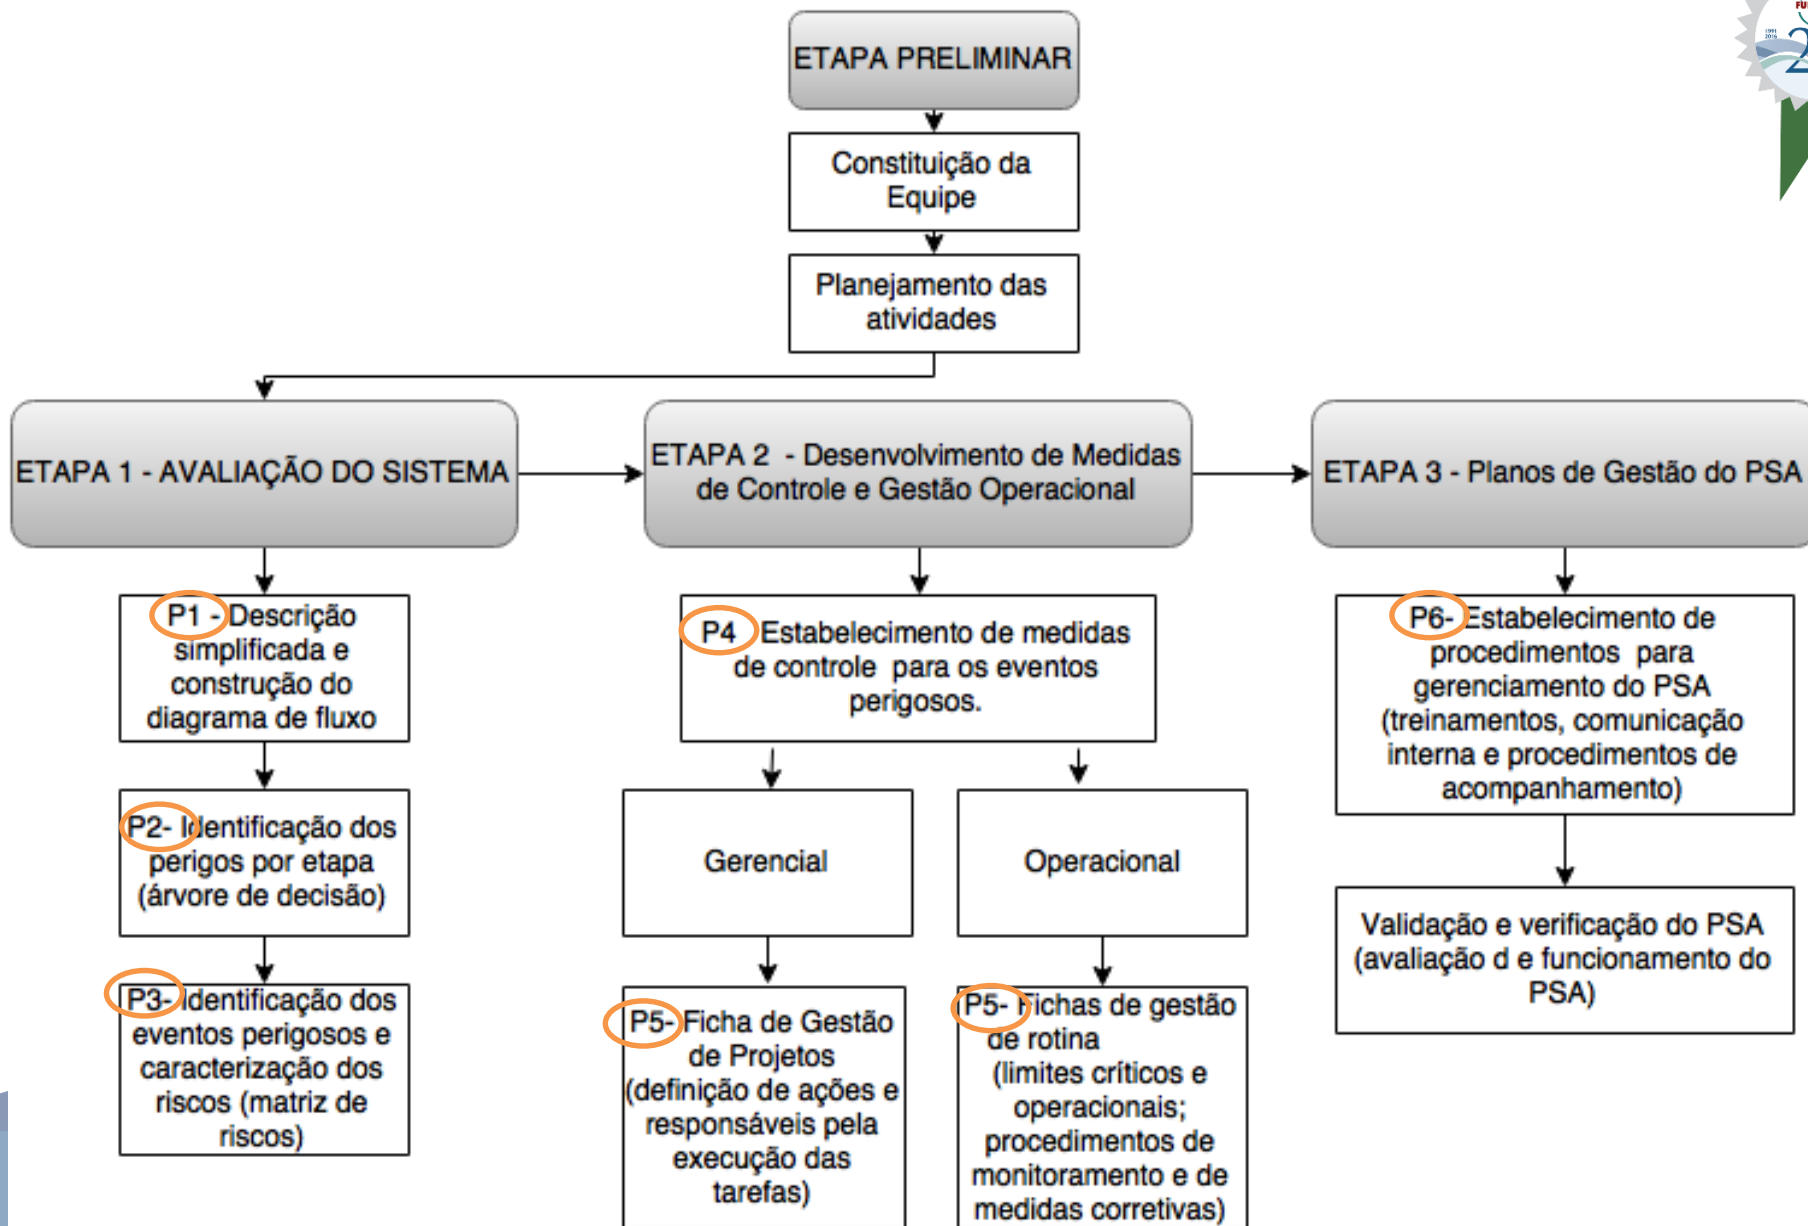 ETAPA PRELIMINAR
Constituição da
Equipe
Planejamento das
atividades
ETAPA 1 - AVALIAÇÃO DO SISTEMA
ETAPA 2 - Desenvolvimento de Medidas
de Controle e Gestão Operacional
ETAPA 3 - Planos de Gestão do PSA
P1 - Descrição
simplificada e
construção do
diagrama de fluxo
P2- Identificação dos
perigos por etapa
(árvore de decisão)
P3- Identificação dos
eventos perigosos e
caracterização dos
riscos (matriz de
riscos)
P4 Estabelecimento de medidas
de controle para os eventos
perigosos.
Gerencial
Operacional
P5- Ficha de Gestão
de Projetos
(definição de ações e
responsáveis pela
execução das
tarefas)
P5- Fichas de gestão
de rotina
(limites críticos e
operacionais;
procedimentos de
monitoramento e de
medidas corretivas)
P6- Estabelecimento de
procedimentos para
gerenciamento do PSA
(treinamentos, comunicação
interna e procedimentos de
acompanhamento)
Validação e verificação do PSA
(avaliação d e funcionamento do
PSA)
1991
2016